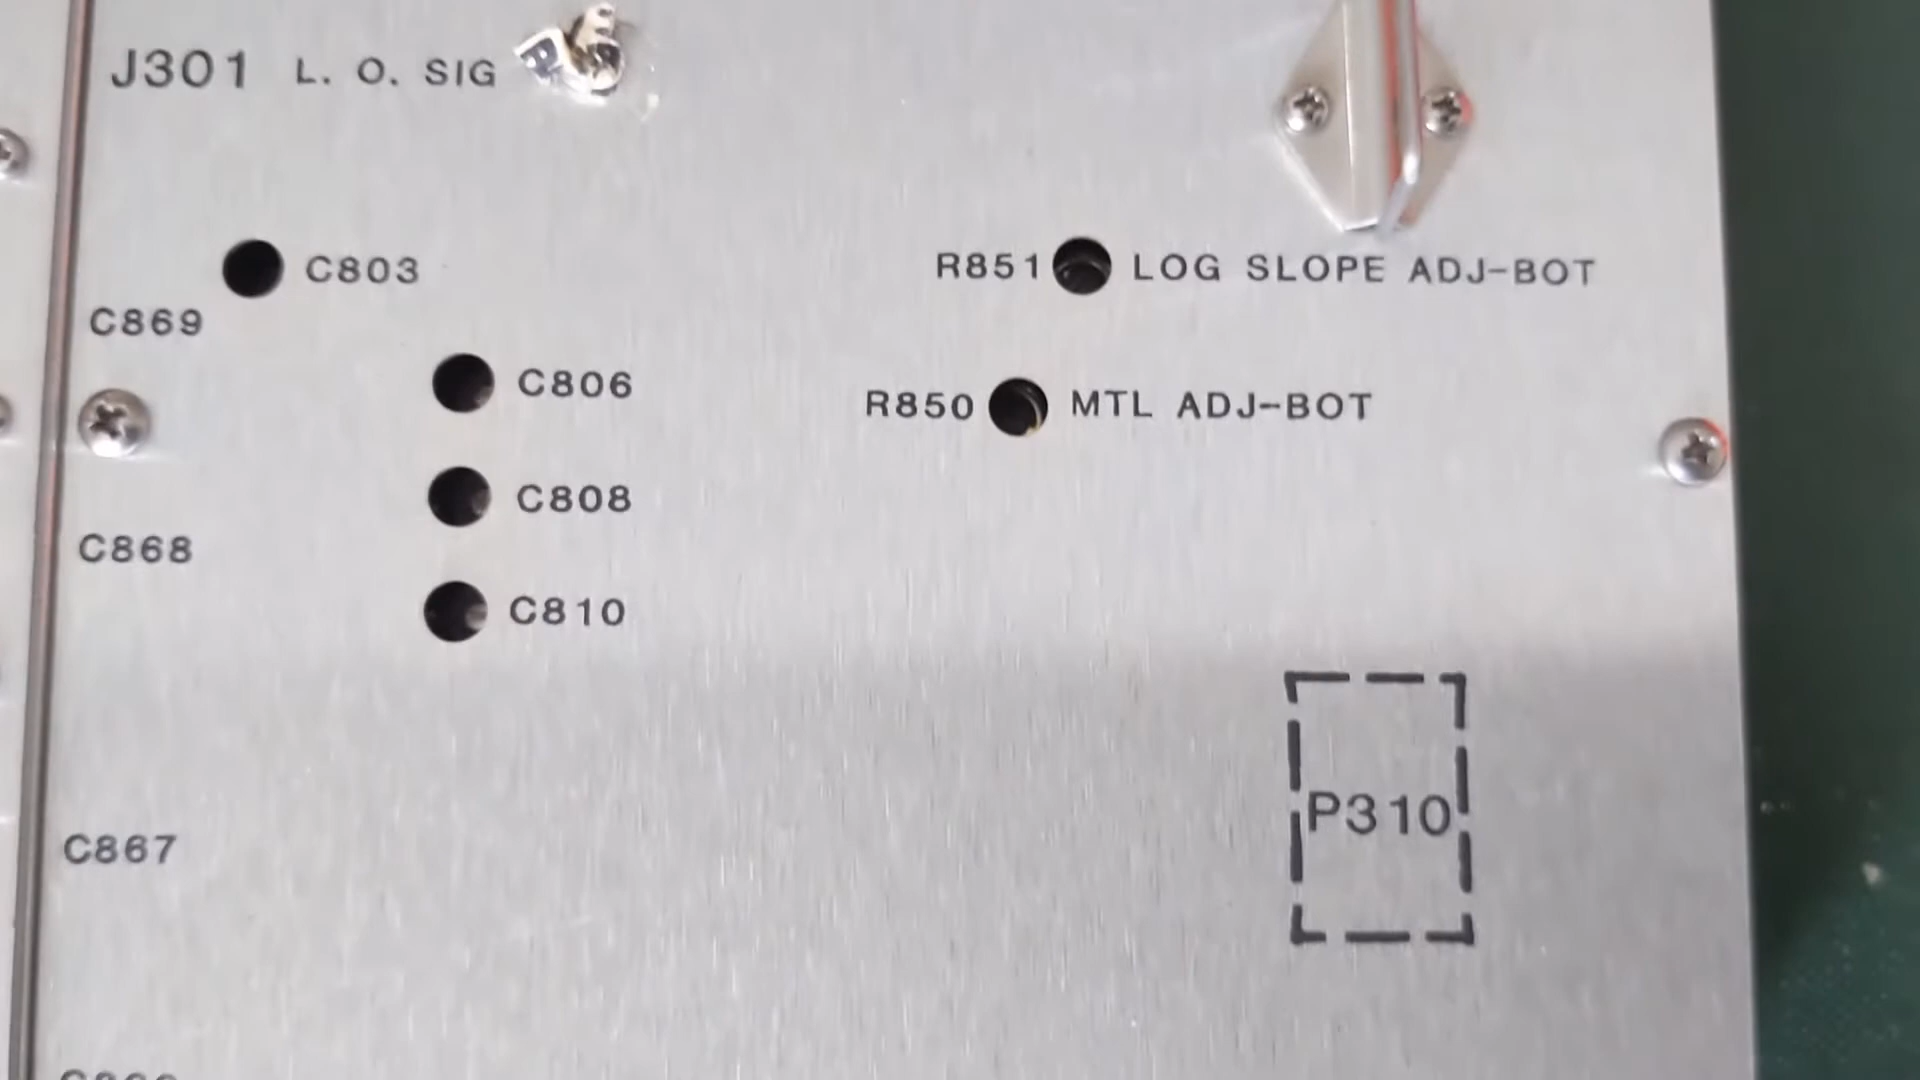 J301 L. O. SIG
C803
R851 LOG SLOPE ADJ-BOT
C869
C806
R850 MTL ADJ-BOT
C808
C868
C810
P310
C867